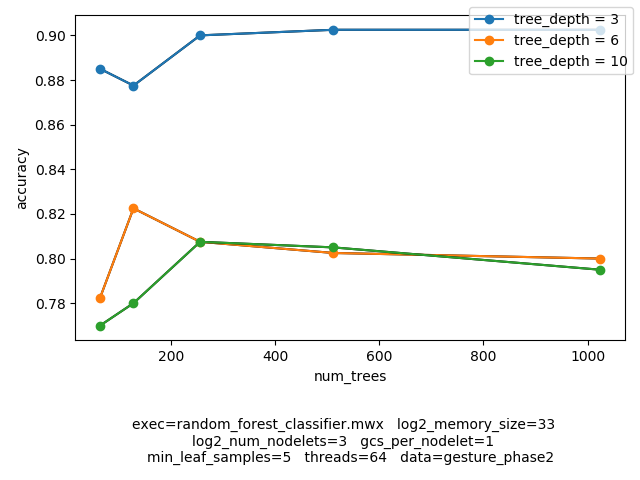 tree_depth = 3
tree_depth = 6
tree_depth = 10
0.90
0.88
0.86
0.84
0.82
0.80
0.78
accuracy
200 400 600 800 1000
num_trees
exec=random_forest_classifier.mwx log2_memory_size=33
log2_num_nodelets=3 gcs_per_nodelet=1
min_leaf_samples=5 threads=64 data=gesture_phase2